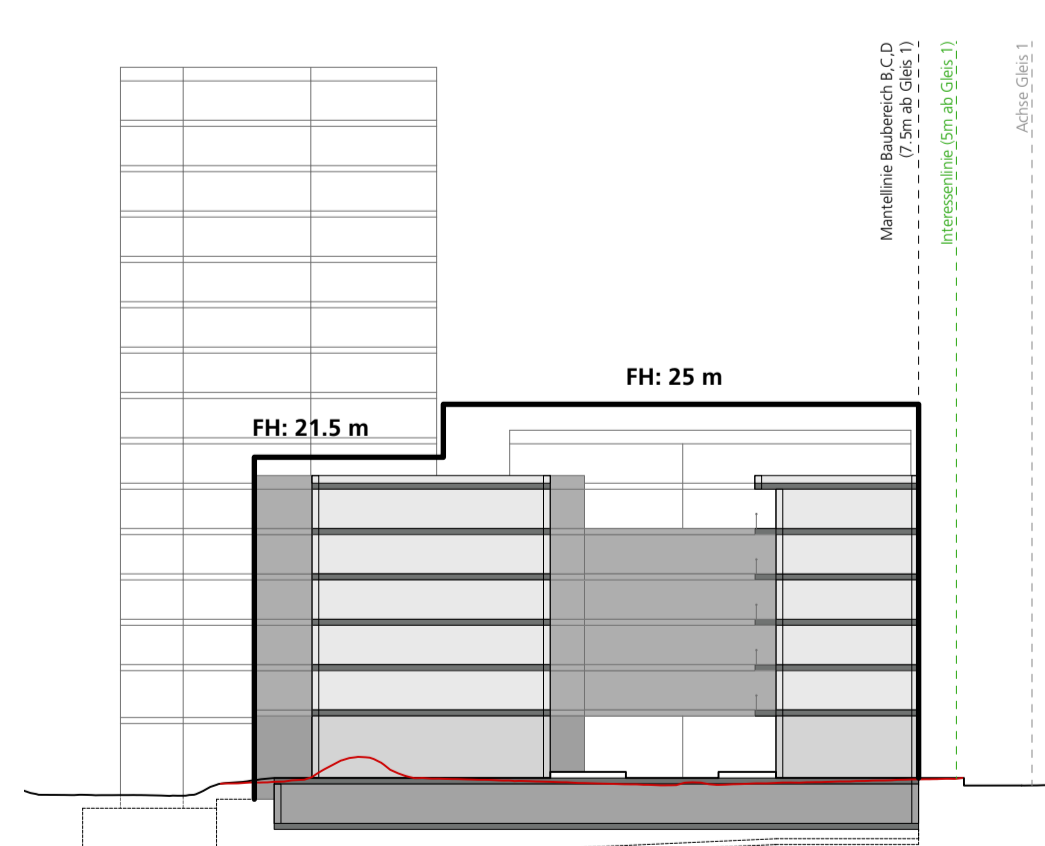 Mantellinie Baubereich B,C,D
(7.5m ab Gleis 1)
Interessenlinie (5m ab Gleis 1)
Achse Gleis 1
FH: 25 m
FH: 21.5 m